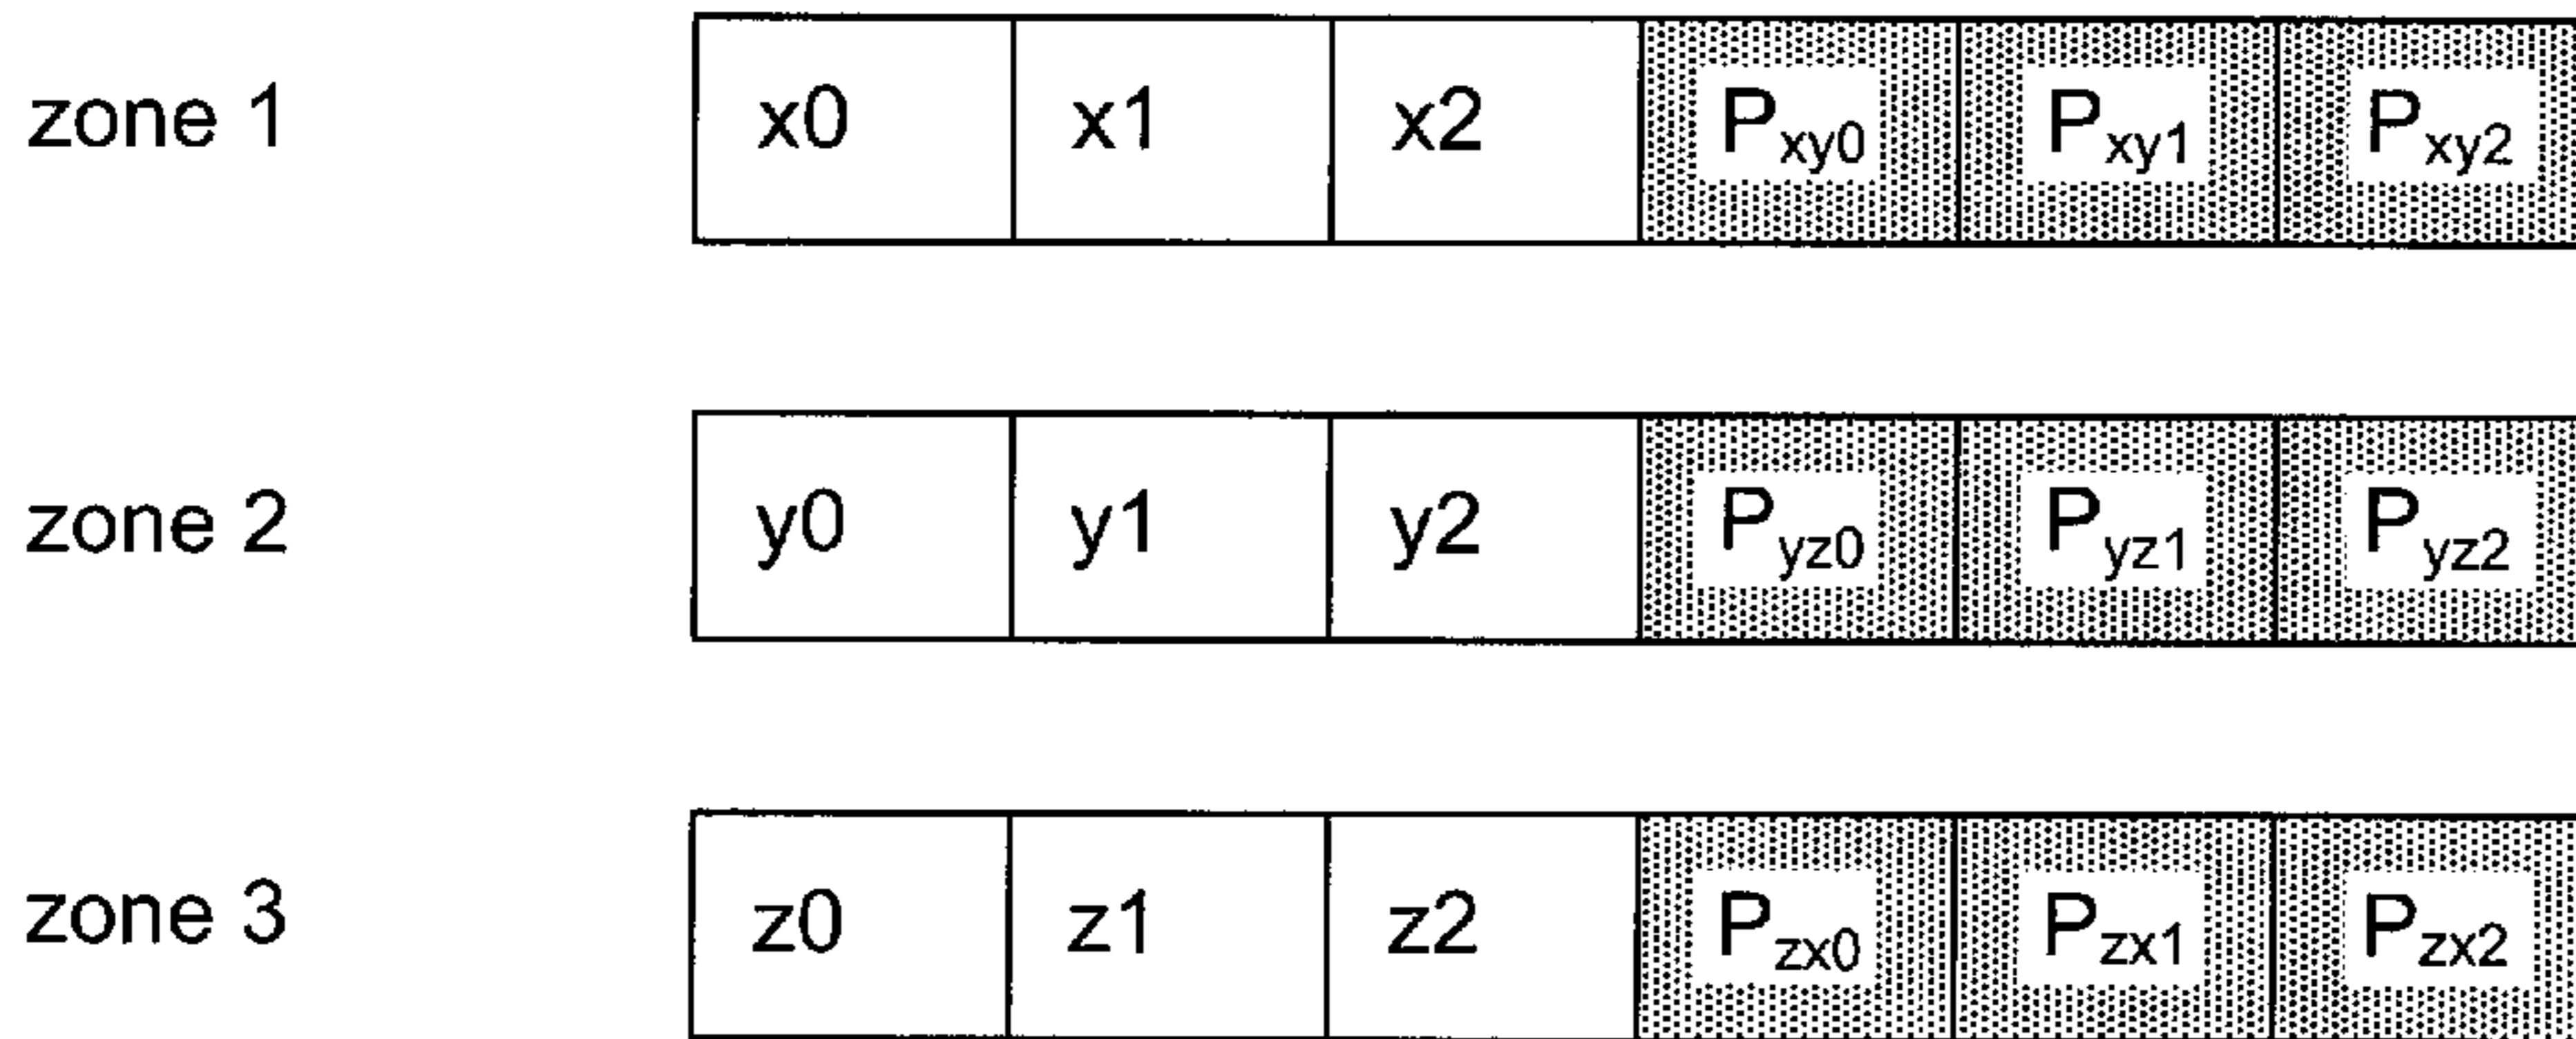 zone 1 x0 x1 x2 Pxy0 Pxy1 Pxy2
zone 2 y0 y1 y2 Pyz0 Pyz1 Pyz2
zone 3 z0 z1 z2 Pzx0 Pzx1 Pzx2